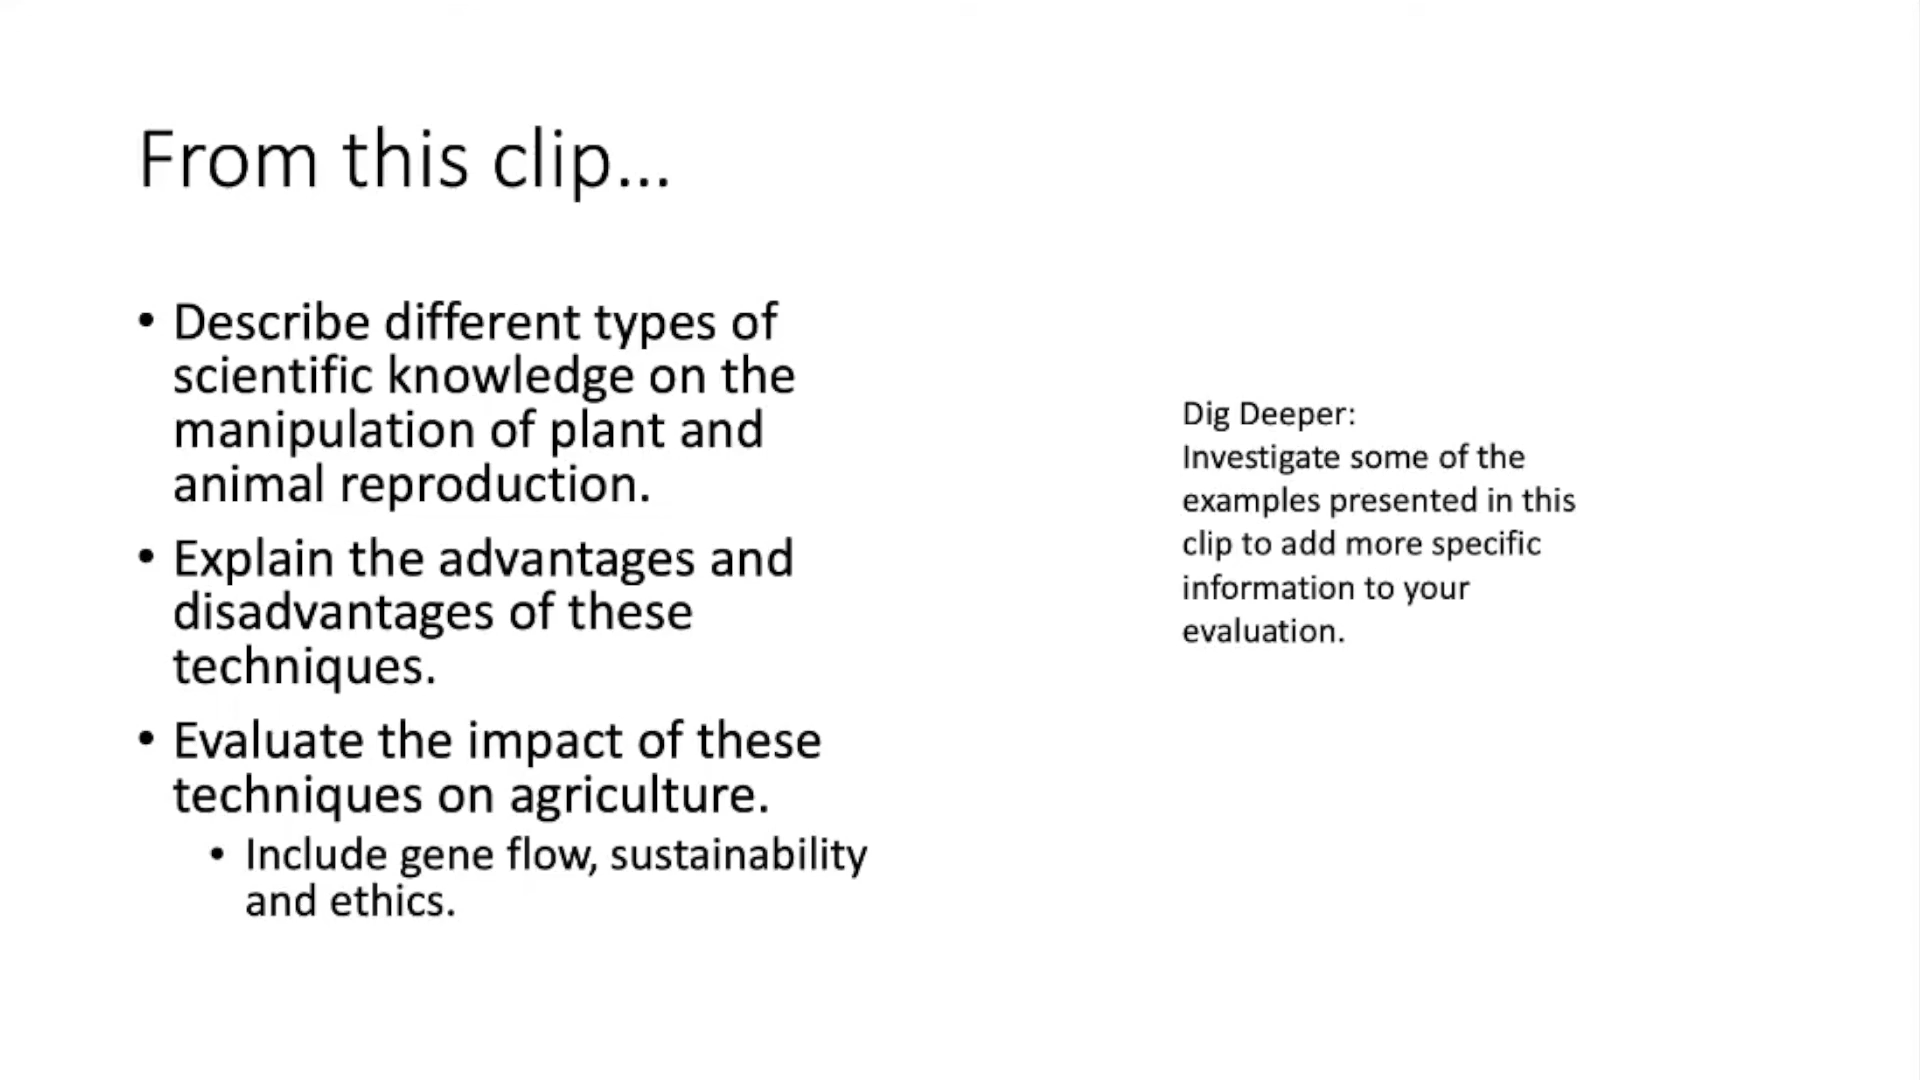 From this clip...
• Describe different types of
scientific knowledge on the
manipulation of plant and
animal reproduction.
• Explain the advantages and
disadvantages of these
techniques.
• Evaluate the impact of these
techniques on agriculture.
• Include gene flow, sustainability
and ethics.
Dig Deeper:
Investigate some of the
examples presented in this
clip to add more specific
information to your
evaluation.